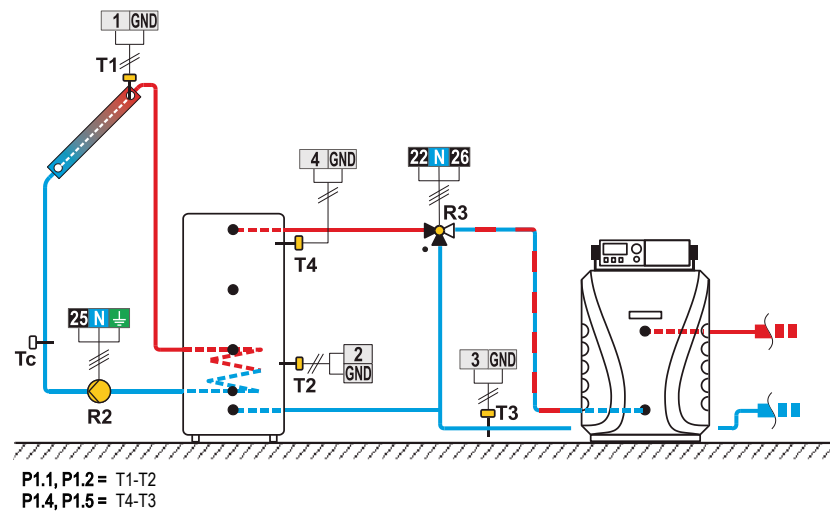 1 GND
T1
4 GND
22 N 26
R3
T4
25 N
Tc
R2
T2
2
GND
3 GND
T3
P1.1, P1.2 = T1-T2
P1.4, P1.5 = T4-T3